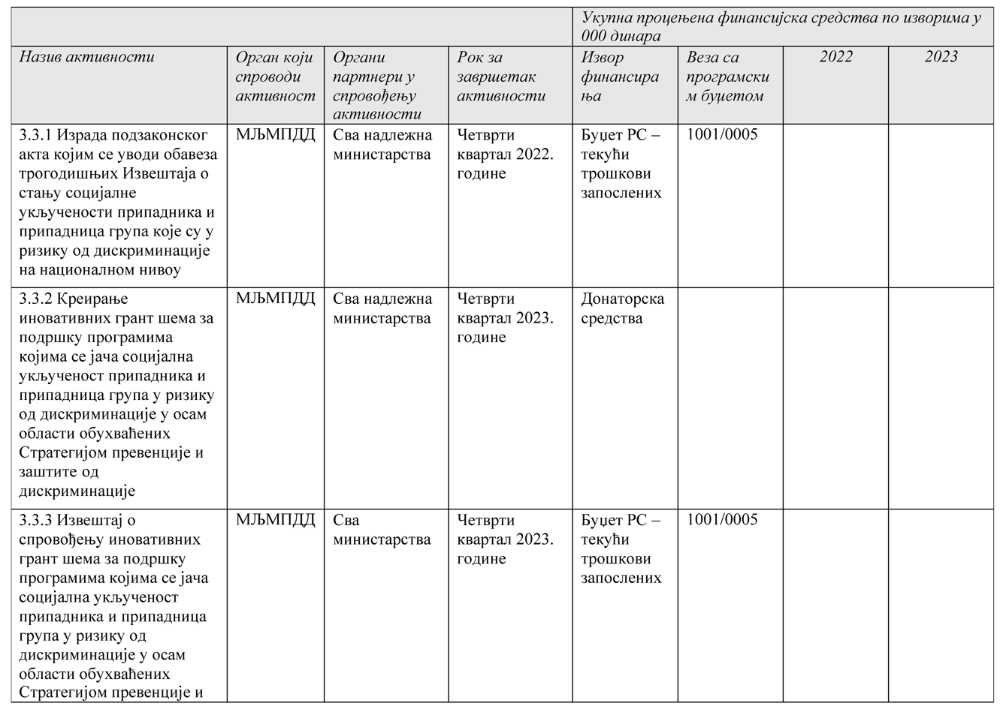 Укупна процењена финансијска средства по изворима у
000 динара
Назив активности
Орган који
спроводи
активност
Органи
партнери у
спровођењу
активности
Рок за
завршетак
активности
Извор
финансира
ња
Веза са
програмски
м буџетом
2022
2023
3.3.1 Израда подзаконског
акта којим се уводи обавеза
трогодишњих Извештаја о
стању социјалне
укључености припадника и
припадница група које су у
ризику од дискриминације
на националном нивоу
МЉМПДД
Сва надлежна
министарства
Четврти
квартал 2022.
године
Буџет РС –
текући
трошкови
запослених
1001/0005
3.3.2 Креирање
иновативних грант шема за
подршку програмима
којима се јача социјална
укљученост припадника и
припадница група у ризику
од дискриминације у осам
области обухваћених
Стратегијом превенције и
заштите од
дискриминације
МЉМПДД
Сва надлежна
министарства
Четврти
квартал 2023.
године
Донаторска
средства
3.3.3 Извештај о
спровођењу иновативних
грант шема за подршку
програмима којима се јача
социјална укљученост
припадника и припадница
група у ризику од
дискриминације у осам
области обухваћених
Стратегијом превенције и
МЉМПДД
Сва
министарства
Четврти
квартал 2023.
године
Буџет РС –
текући
трошкови
запослених
1001/0005